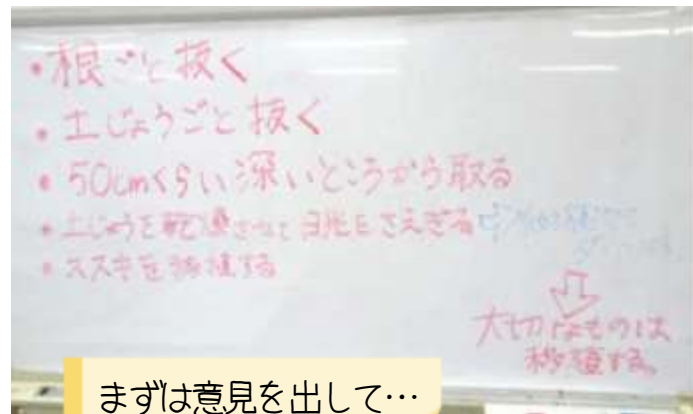 ・根ごと抜く
・土じょうごと抜く
・50cmくらい深いところから取る
・土じょうを乾燥させて日光をさえぎる
・ススキを移植する
大切なものは
移植する。
まずは意見を出して…